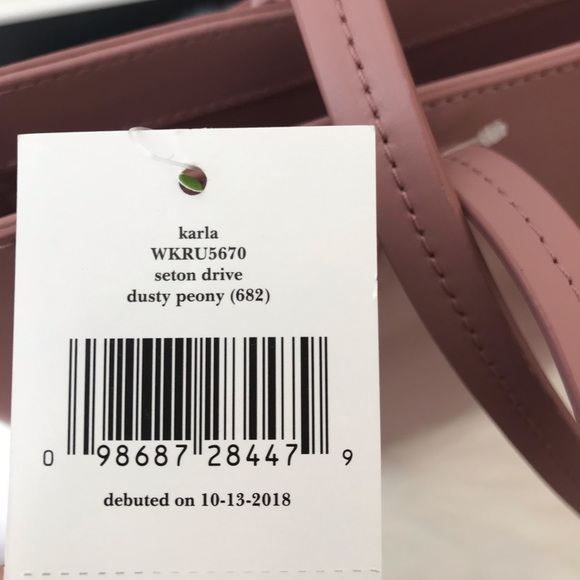 karla
WKRU5670
seton drive
dusty peony (682)
0 98687 28447 9
debuted on 10-13-2018